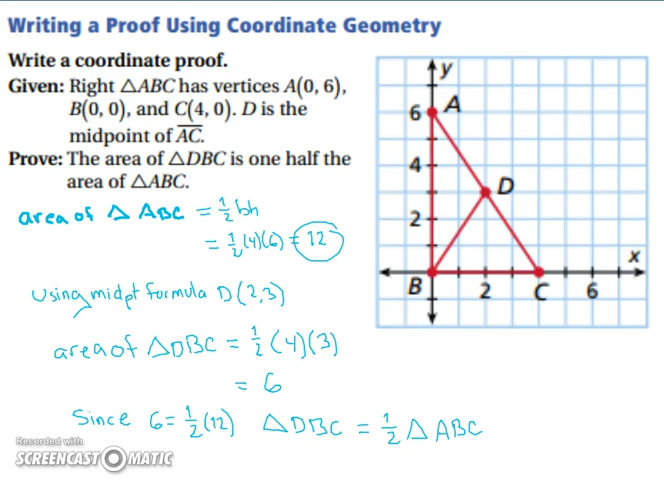 Writing a Proof Using Coordinate Geometry
Write a coordinate proof.
Given: Right △ABC has vertices A(0, 6),
B(0, 0), and C(4, 0). D is the
midpoint of A̅C̅.
Prove: The area of △DBC is one half the
area of △ABC.
area of △ ABC = 1/2 bh
= 1/2 (4)(6) = 12
Using midpt formula D(2,3)
area of △DBC = 1/2 (4)(3)
= 6
Since 6 = 1/2 (12) △DBC = 1/2 △ABC
y
6 A
4
D
2
x
B 2 C 6
Recorded with
SCREENCAST O MATIC